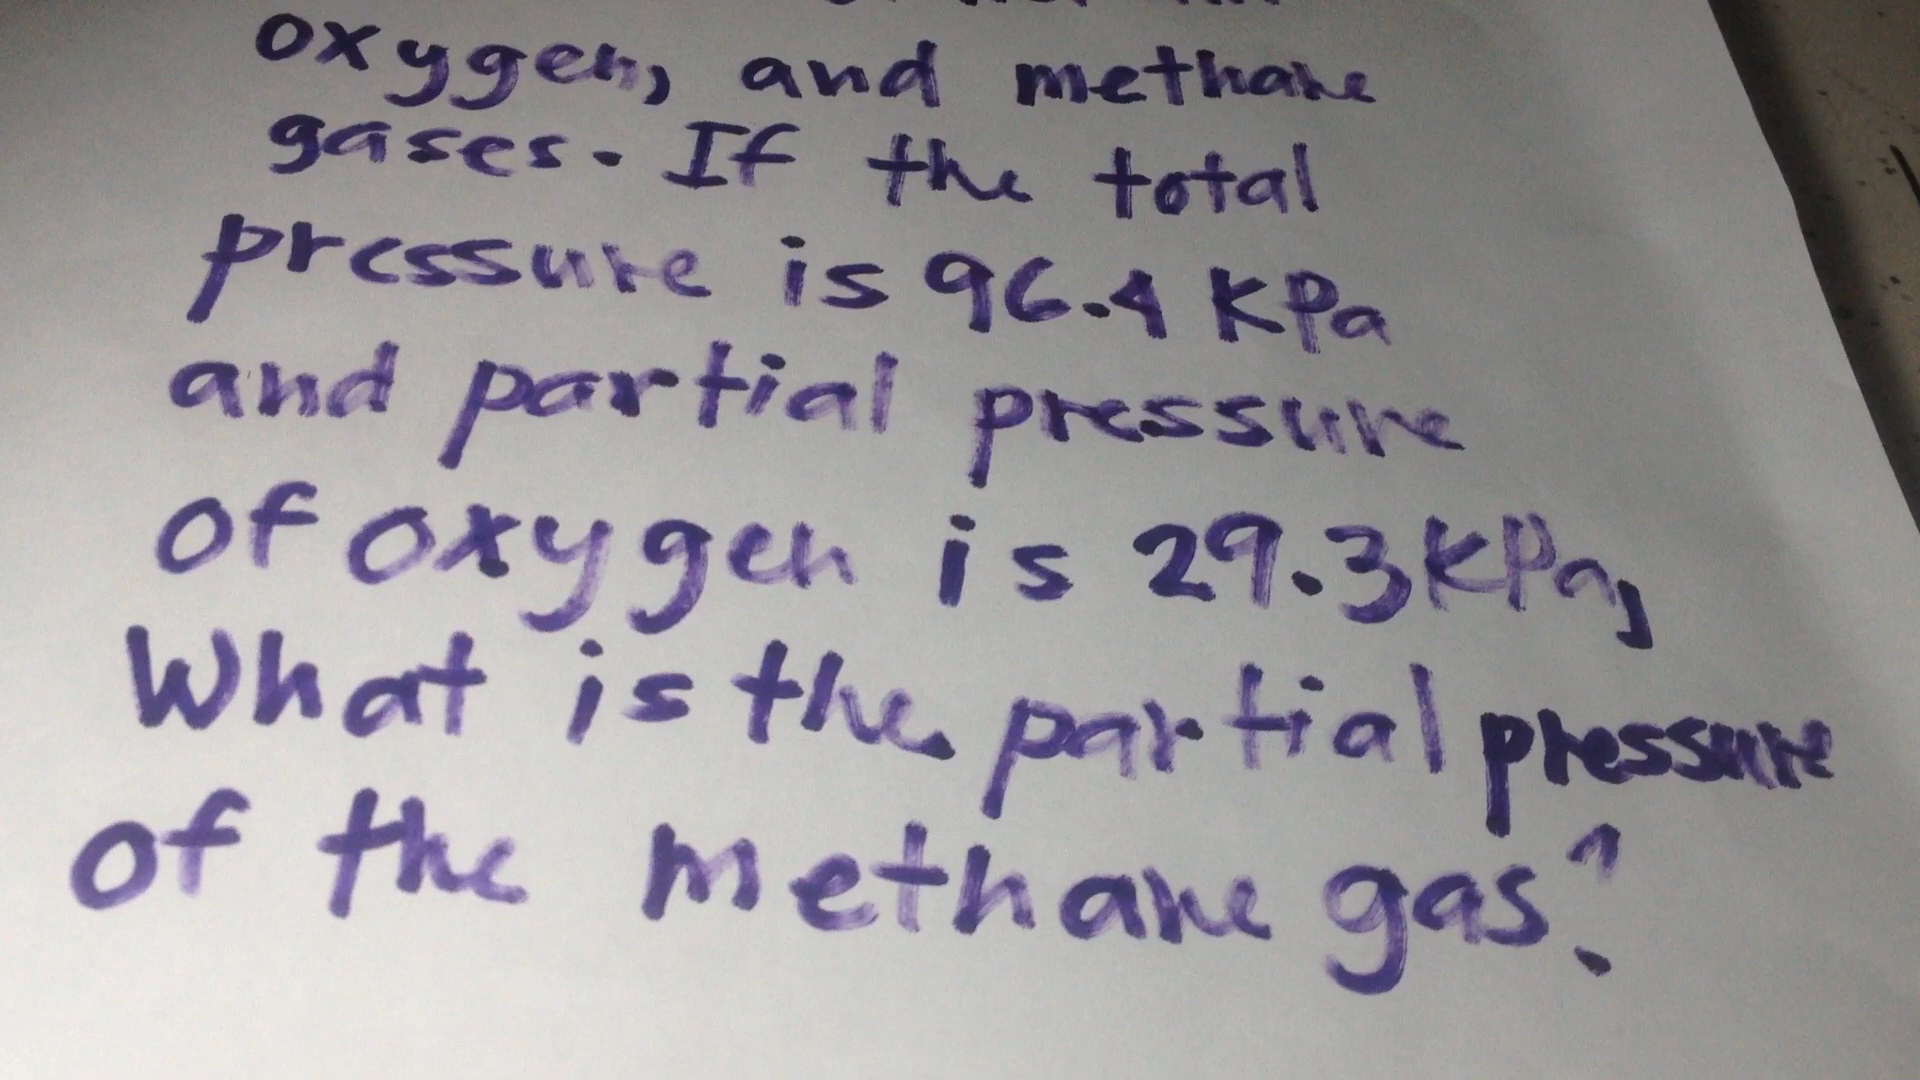 oxygen, and methane
gases. If the total
pressure is 96.4 KPa
and partial pressure
of oxygen is 29.3KPa,
What is the partial pressure
of the methane gas?